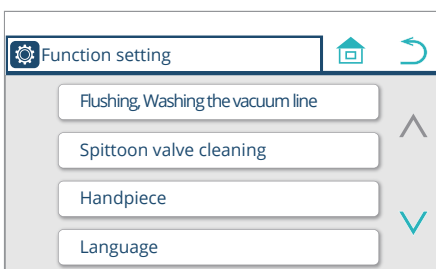 Function setting
Flushing, Washing the vacuum line
Spittoon valve cleaning
Handpiece
Language